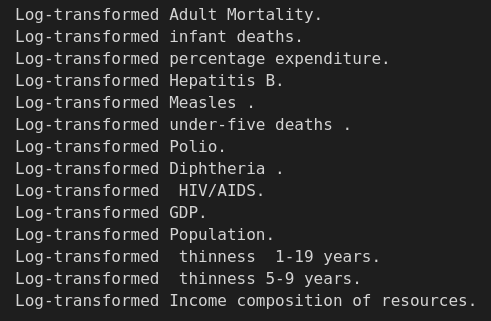 Log-transformed Adult Mortality.
Log-transformed infant deaths.
Log-transformed percentage expenditure.
Log-transformed Hepatitis B.
Log-transformed Measles .
Log-transformed under-five deaths .
Log-transformed Polio.
Log-transformed Diphtheria .
Log-transformed  HIV/AIDS.
Log-transformed GDP.
Log-transformed Population.
Log-transformed  thinness  1-19 years.
Log-transformed  thinness 5-9 years.
Log-transformed Income composition of resources.